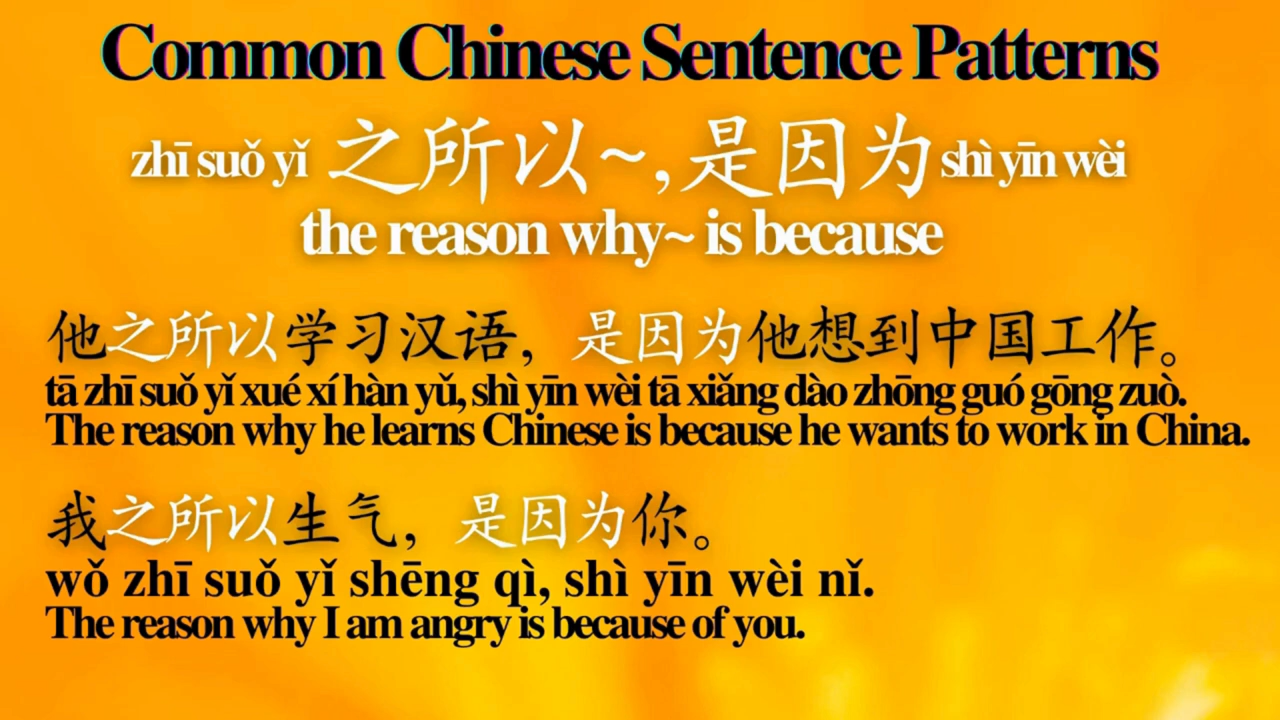 Common Chinese Sentence Patterns
zhī suǒ yǐ 之所以~,是因为 shì yīn wèi
the reason why~ is because
他之所以学习汉语，是因为他想到中国工作。
tā zhī suǒ yǐ xué xí hàn yǔ, shì yīn wèi tā xiǎng dào zhōng guó gōng zuò.
The reason why he learns Chinese is because he wants to work in China.
我之所以生气，是因为你。
wǒ zhī suǒ yǐ shēng qì, shì yīn wèi nǐ.
The reason why I am angry is because of you.